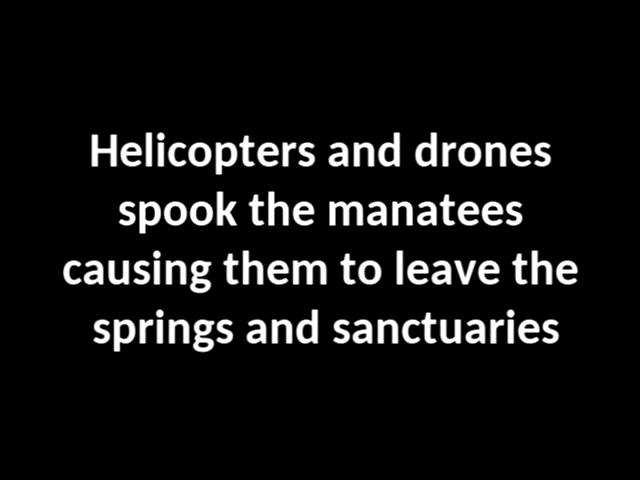 Helicopters and drones
spook the manatees
causing them to leave the
springs and sanctuaries